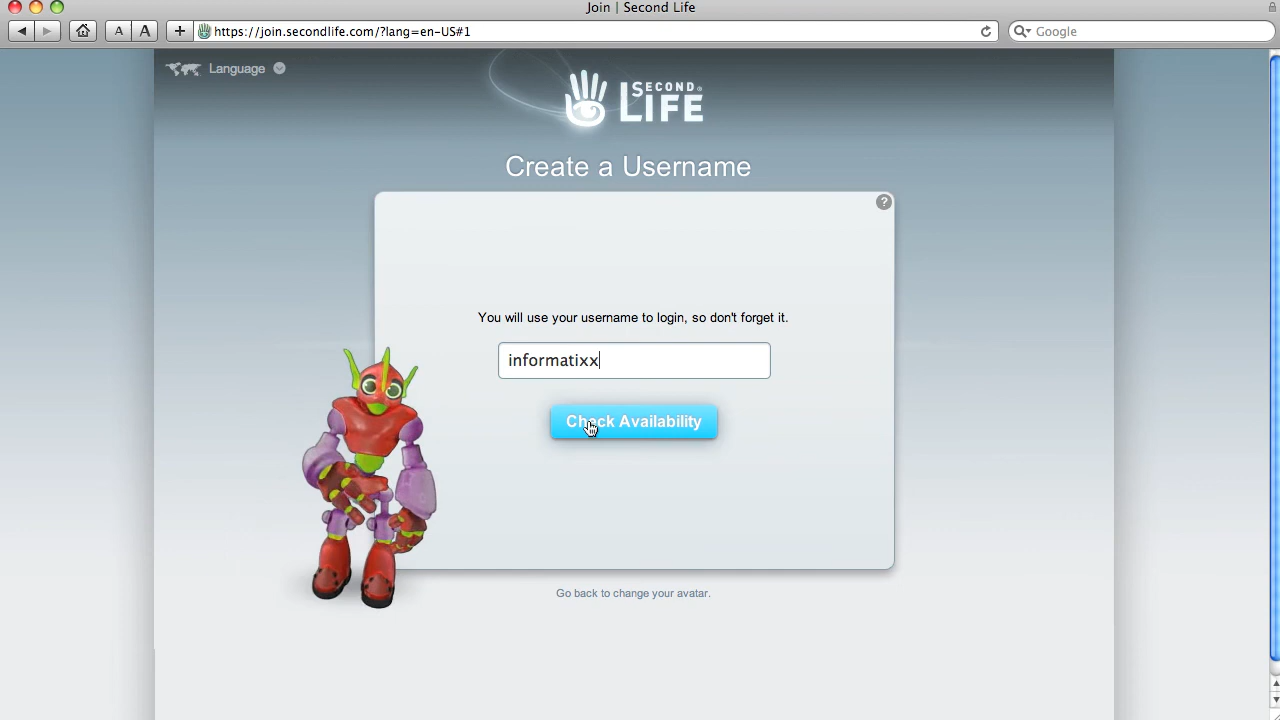 Join | Second Life
A A + https://join.secondlife.com/?lang=en-US#1 Google
Language
SECOND®
LIFE
Create a Username
?
You will use your username to login, so don't forget it.
informatixx
Check Availability
Go back to change your avatar.